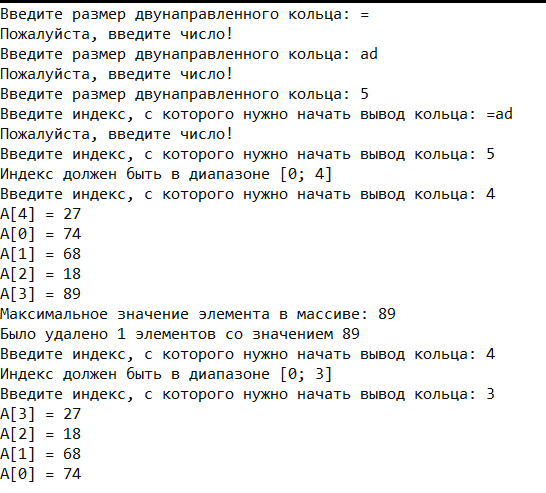 Введите размер двунаправленного кольца: =
Пожалуйста, введите число!
Введите размер двунаправленного кольца: ad
Пожалуйста, введите число!
Введите размер двунаправленного кольца: 5
Введите индекс, с которого нужно начать вывод кольца: =ad
Пожалуйста, введите число!
Введите индекс, с которого нужно начать вывод кольца: 5
Индекс должен быть в диапазоне [0; 4]
Введите индекс, с которого нужно начать вывод кольца: 4
A[4] = 27
A[0] = 74
A[1] = 68
A[2] = 18
A[3] = 89
Максимальное значение элемента в массиве: 89
Было удалено 1 элементов со значением 89
Введите индекс, с которого нужно начать вывод кольца: 4
Индекс должен быть в диапазоне [0; 3]
Введите индекс, с которого нужно начать вывод кольца: 3
A[3] = 27
A[2] = 18
A[1] = 68
A[0] = 74